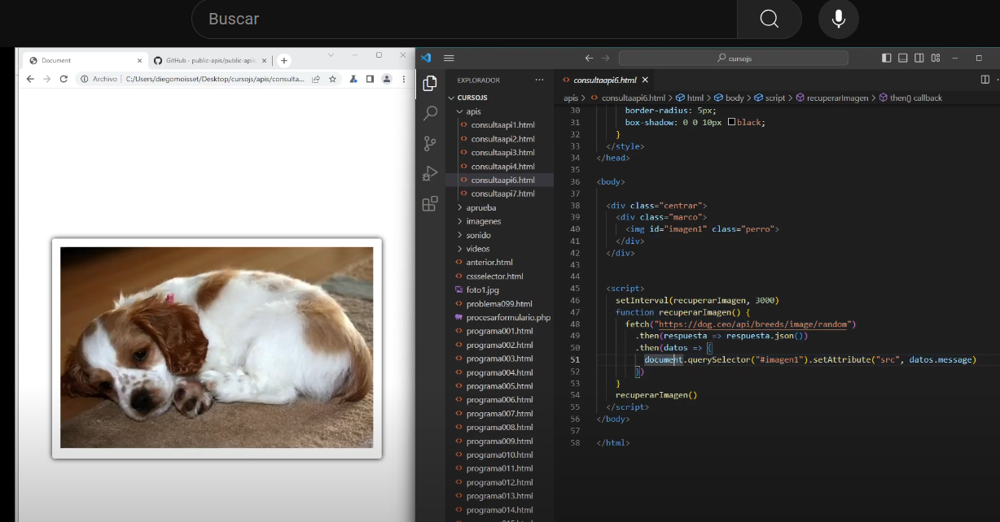 Buscar
Document
GitHub - public-apis/public-apis
Archivo
C:/Users/diegomoisset/Desktop/cursojs/apis/consulta...
cursojs
EXPLORADOR
CURSOJS
apis
consultaapi1.html
consultaapi2.html
consultaapi3.html
consultaapi4.html
consultaapi6.html
consultaapi7.html
aprueba
imagenes
sonido
videos
anterior.html
cssselector.html
foto1.jpg
problema099.html
procesarformulario.php
programa001.html
programa002.html
programa003.html
programa004.html
programa005.html
programa006.html
programa007.html
programa008.html
programa009.html
programa010.html
programa011.html
programa012.html
programa013.html
programa014.html
consultaapi6.html
apis > consultaapi6.html > html > body > script > recuperarImagen > then() callback
30 border-radius: 5px;
31 box-shadow: 0 0 10px black;
32 }
33 </style>
34 </head>
35
36 <body>
37
38 <div class="centrar">
39 <div class="marco">
40 <img id="imagen1" class="perro">
41 </div>
42 </div>
43
44
45 <script>
46 setInterval(recuperarImagen, 3000)
47 function recuperarImagen() {
48 fetch("https://dog.ceo/api/breeds/image/random")
49 .then(respuesta => respuesta.json())
50 .then(datos => {
51 document.querySelector("#imagen1").setAttribute("src", datos.message)
52 })
53 }
54 recuperarImagen()
55 </script>
56 </body>
57
58 </html>